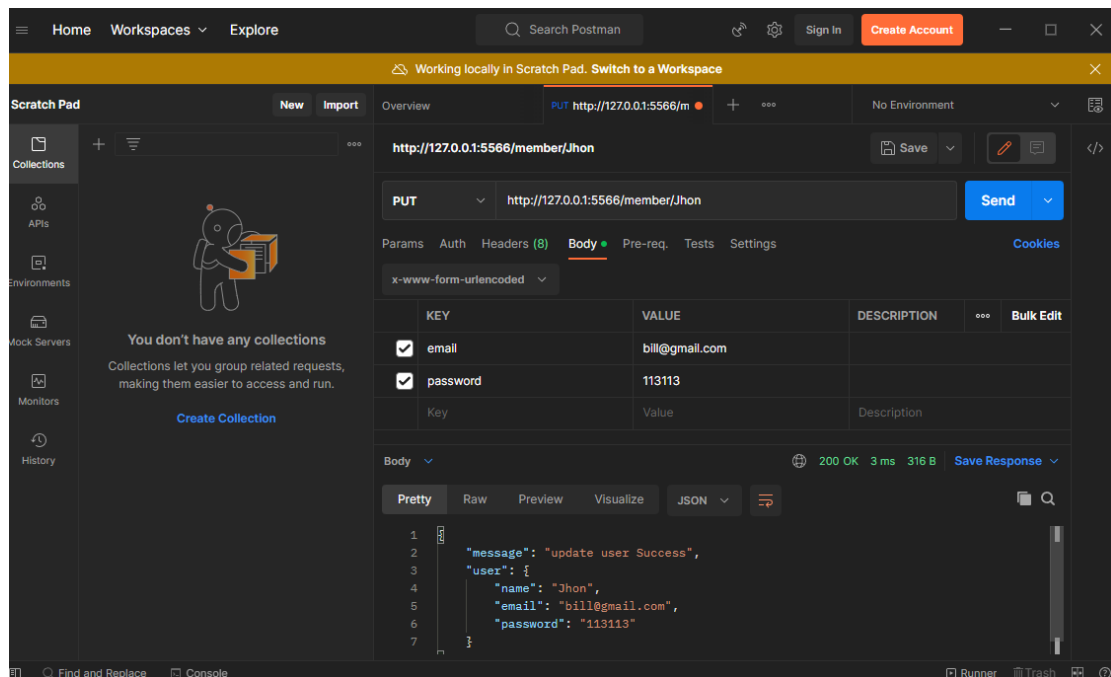 Home Workspaces Explore Search Postman Sign In Create Account
Working locally in Scratch Pad. Switch to a Workspace
Scratch Pad New Import Overview PUT http://127.0.0.1:5566/m No Environment
Collections
http://127.0.0.1:5566/member/Jhon Save
APIs
PUT http://127.0.0.1:5566/member/Jhon Send
Params Auth Headers (8) Body Pre-req. Tests Settings Cookies
Environments
x-www-form-urlencoded
KEY VALUE DESCRIPTION Bulk Edit
Mock Servers
You don't have any collections
email bill@gmail.com
Collections let you group related requests,
making them easier to access and run.
password 113113
Monitors
Create Collection
Key Value Description
History
Body 200 OK 3 ms 316 B Save Response
Pretty Raw Preview Visualize JSON
1 {
2 "message": "update user Success",
3 "user": {
4 "name": "Jhon",
5 "email": "bill@gmail.com",
6 "password": "113113"
7 }
Find and Replace Console Runner Trash